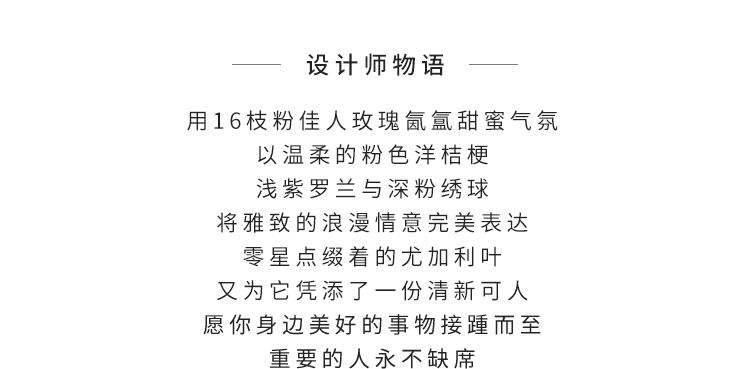 设计师物语
用16枝粉佳人玫瑰氤氲甜蜜气氛
以温柔的粉色洋桔梗
浅紫罗兰与深粉绣球
将雅致的浪漫情意完美表达
零星点缀着的尤加利叶
又为它凭添了一份清新可人
愿你身边美好的事物接踵而至
重要的人永不缺席